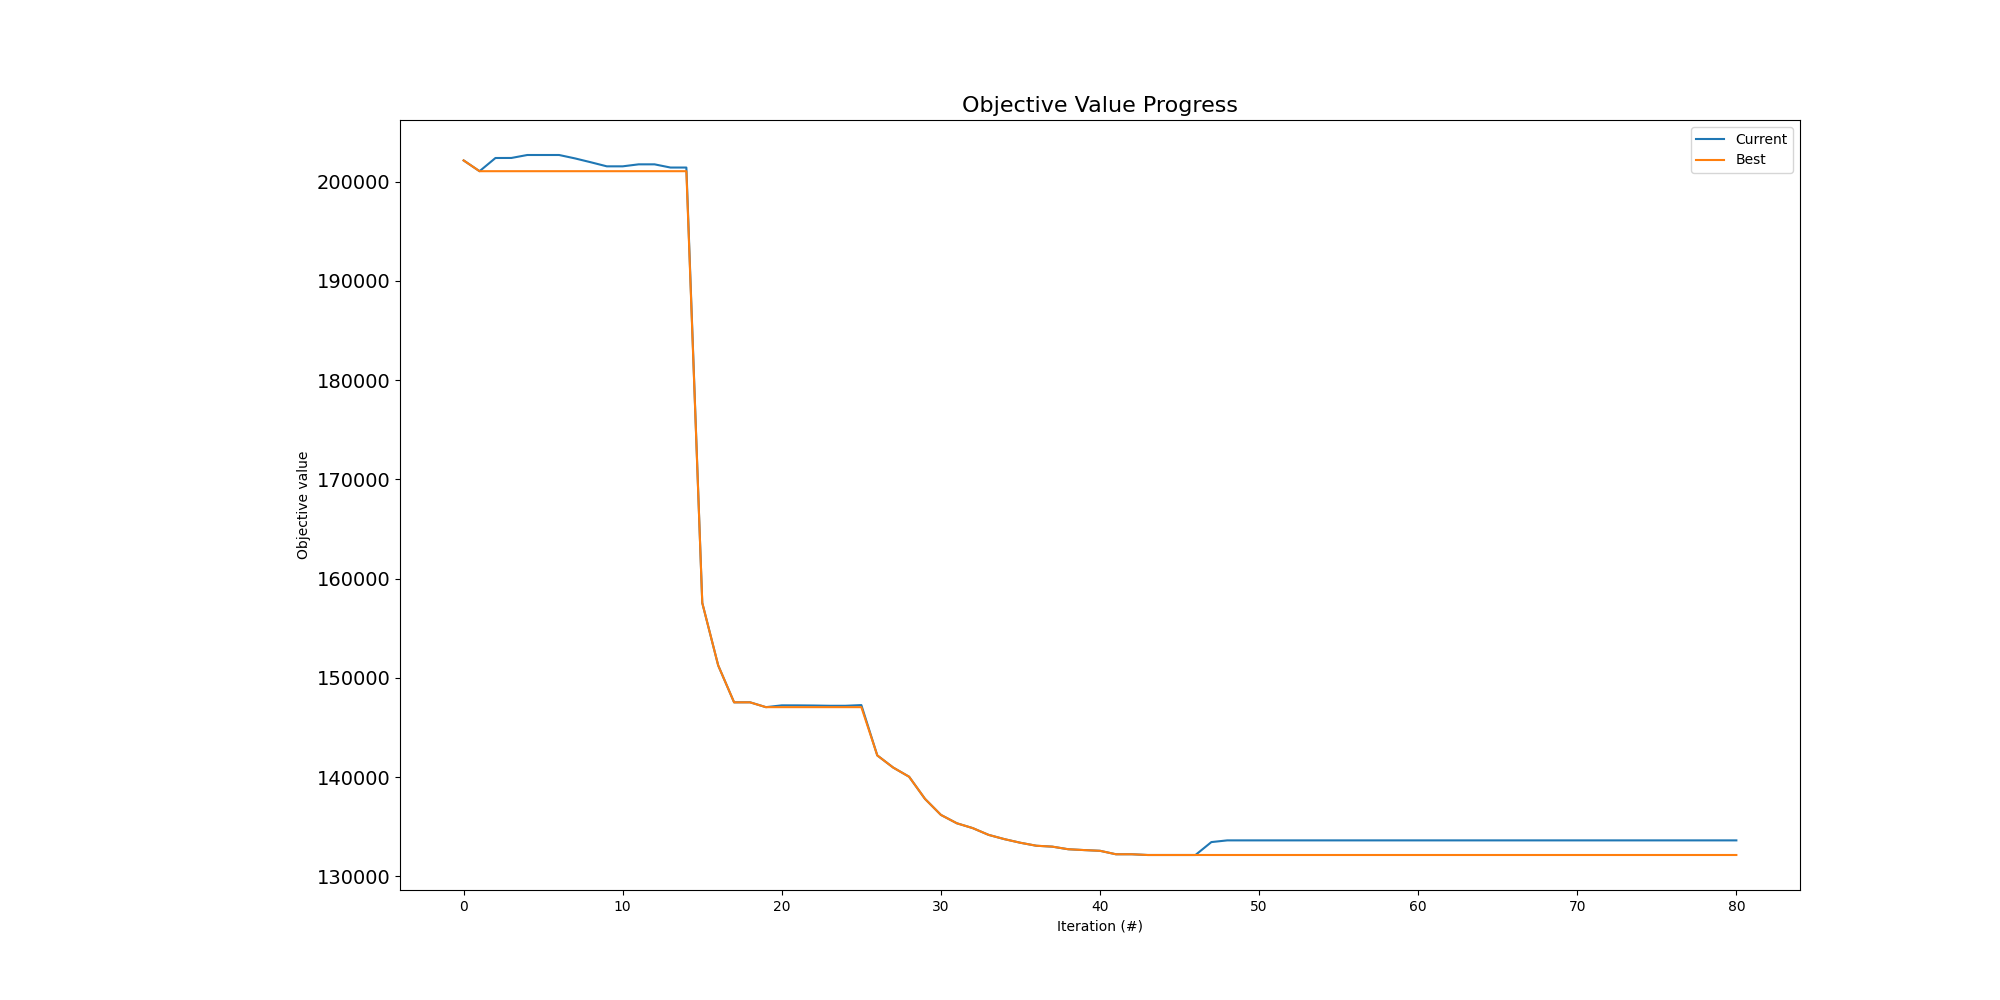 Objective Value Progress
Current
Best
200000
190000
180000
170000
160000
150000
140000
130000
Objective value
0 10 20 30 40 50 60 70 80
Iteration (#)